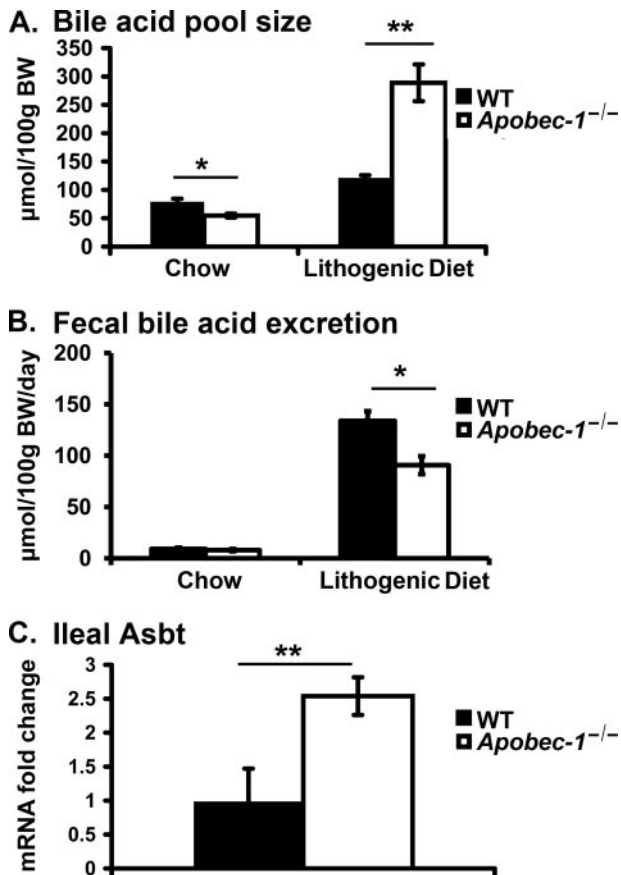 A. Bile acid pool size
µmol/100g BW
350
300
250
200
150
100
50
0
*
**
Chow
Lithogenic Diet
WT
Apobec-1⁻/⁻
B. Fecal bile acid excretion
µmol/100g BW/day
200
150
100
50
0
*
Chow
Lithogenic Diet
WT
Apobec-1⁻/⁻
C. Ileal Asbt
mRNA fold change
3
2.5
2
1.5
1
0.5
0
**
WT
Apobec-1⁻/⁻